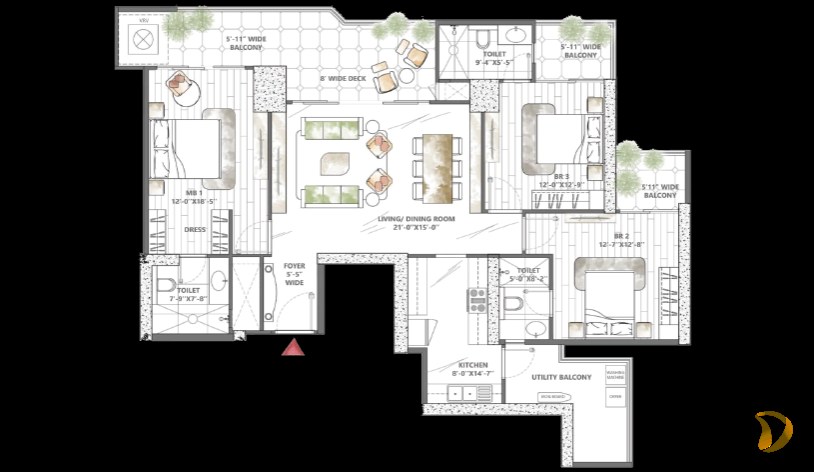 VRV
5'-11" WIDE
BALCONY
8' WIDE DECK
TOILET
9'-4"X5'-5"
5'-11" WIDE
BALCONY
MB 1
12'-0"X18'-5"
DRESS
BR 3
12'-0"X12'-9"
5'11" WIDE
BALCONY
LIVING/ DINING ROOM
21'-0"X15'-0"
BR 2
12'-7"X12'-8"
FOYER
5'-5"
WIDE
TOILET
7'-9"X7'-8"
TOILET
5'-0"X8'-2"
KITCHEN
8'-0"X14'-7"
UTILITY BALCONY
WASHING
MACHINE